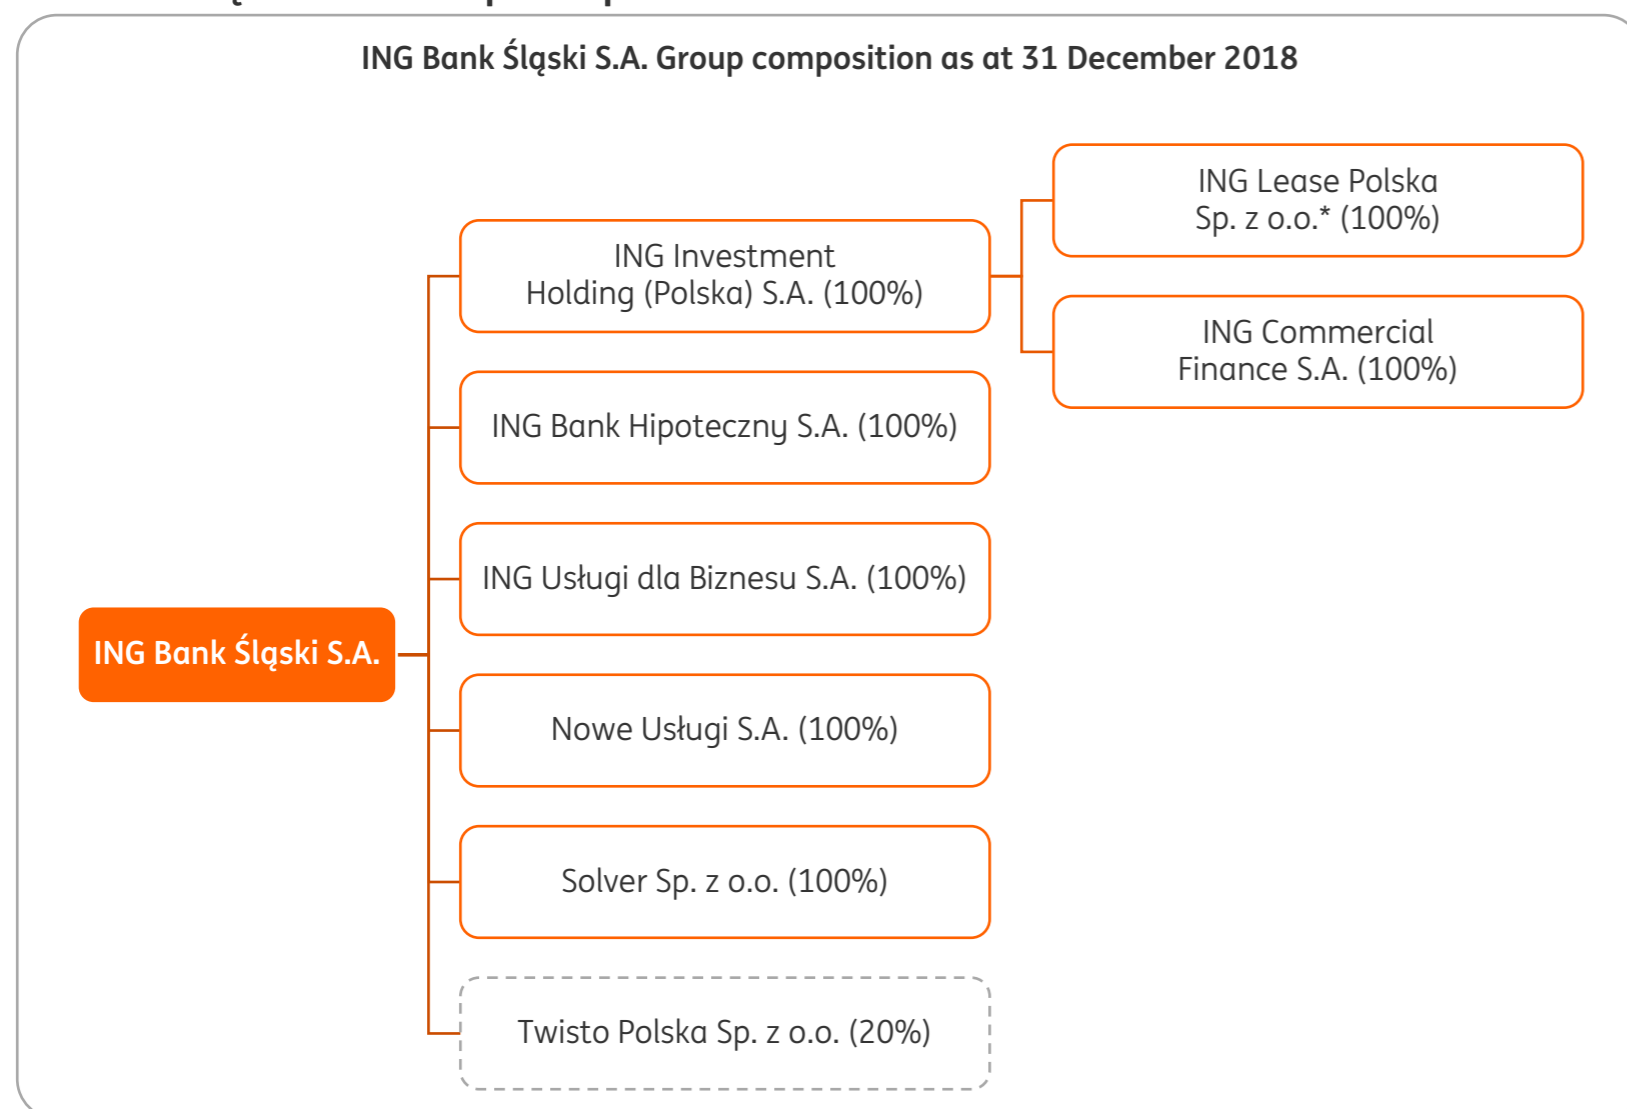 ING Bank Śląski S.A. Group composition as at 31 December 2018
ING Lease Polska
Sp. z o.o.* (100%)
ING Investment
Holding (Polska) S.A. (100%)
ING Commercial
Finance S.A. (100%)
ING Bank Hipoteczny S.A. (100%)
ING Usługi dla Biznesu S.A. (100%)
ING Bank Śląski S.A.
Nowe Usługi S.A. (100%)
Solver Sp. z o.o. (100%)
Twisto Polska Sp. z o.o. (20%)